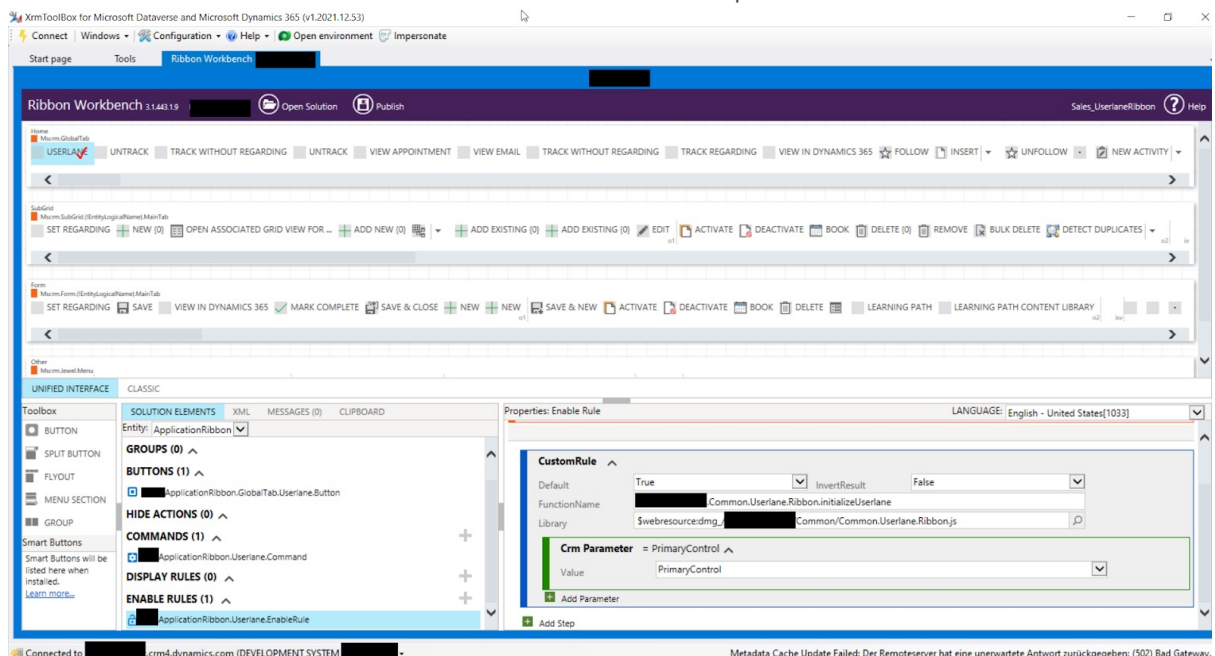 XrmToolBox for Microsoft Dataverse and Microsoft Dynamics 365 (v1.2021.12.53)
Connect Windows Configuration Help Open environment Impersonate
Start page Tools Ribbon Workbench
Ribbon Workbench 3.1.443.1.9 Open Solution Publish Sales_UserlaneRibbon Help
Home
Mscrm.GlobalTab
USERLANE UNTRACK TRACK WITHOUT REGARDING UNTRACK VIEW APPOINTMENT VIEW EMAIL TRACK WITHOUT REGARDING TRACK REGARDING VIEW IN DYNAMICS 365 FOLLOW INSERT UNFOLLOW NEW ACTIVITY
SubGrid
Mscrm.SubGrid.{!EntityLogicalName}.MainTab
SET REGARDING NEW (0) OPEN ASSOCIATED GRID VIEW FOR ... ADD NEW (0) ADD EXISTING (0) ADD EXISTING (0) EDIT ACTIVATE DEACTIVATE BOOK DELETE (0) REMOVE BULK DELETE DETECT DUPLICATES
Form
Mscrm.Form.{!EntityLogicalName}.MainTab
SET REGARDING SAVE VIEW IN DYNAMICS 365 MARK COMPLETE SAVE & CLOSE NEW NEW SAVE & NEW ACTIVATE DEACTIVATE BOOK DELETE LEARNING PATH LEARNING PATH CONTENT LIBRARY
Other
Mscrm.Jewel.Menu
UNIFIED INTERFACE CLASSIC
Toolbox
BUTTON
SPLIT BUTTON
FLYOUT
MENU SECTION
GROUP
Smart Buttons
Smart Buttons will be
listed here when
installed.
Learn more...
SOLUTION ELEMENTS XML MESSAGES (0) CLIPBOARD
Entity: ApplicationRibbon
GROUPS (0)
BUTTONS (1)
ApplicationRibbon.GlobalTab.Userlane.Button
HIDE ACTIONS (0)
COMMANDS (1)
ApplicationRibbon.Userlane.Command
DISPLAY RULES (0)
ENABLE RULES (1)
ApplicationRibbon.Userlane.EnableRule
Properties: Enable Rule LANGUAGE: English - United States[1033]
CustomRule
Default True InvertResult False
FunctionName .Common.Userlane.Ribbon.initializeUserlane
Library $webresource:dmg_/ Common/Common.Userlane.Ribbon.js
Crm Parameter = PrimaryControl
Value PrimaryControl
Add Parameter
Add Step
Connected to .crm4.dynamics.com (DEVELOPMENT SYSTEM Metadata Cache Update Failed: Der Remoteserver hat eine unerwartete Antwort zurückgegeben: (502) Bad Gateway.